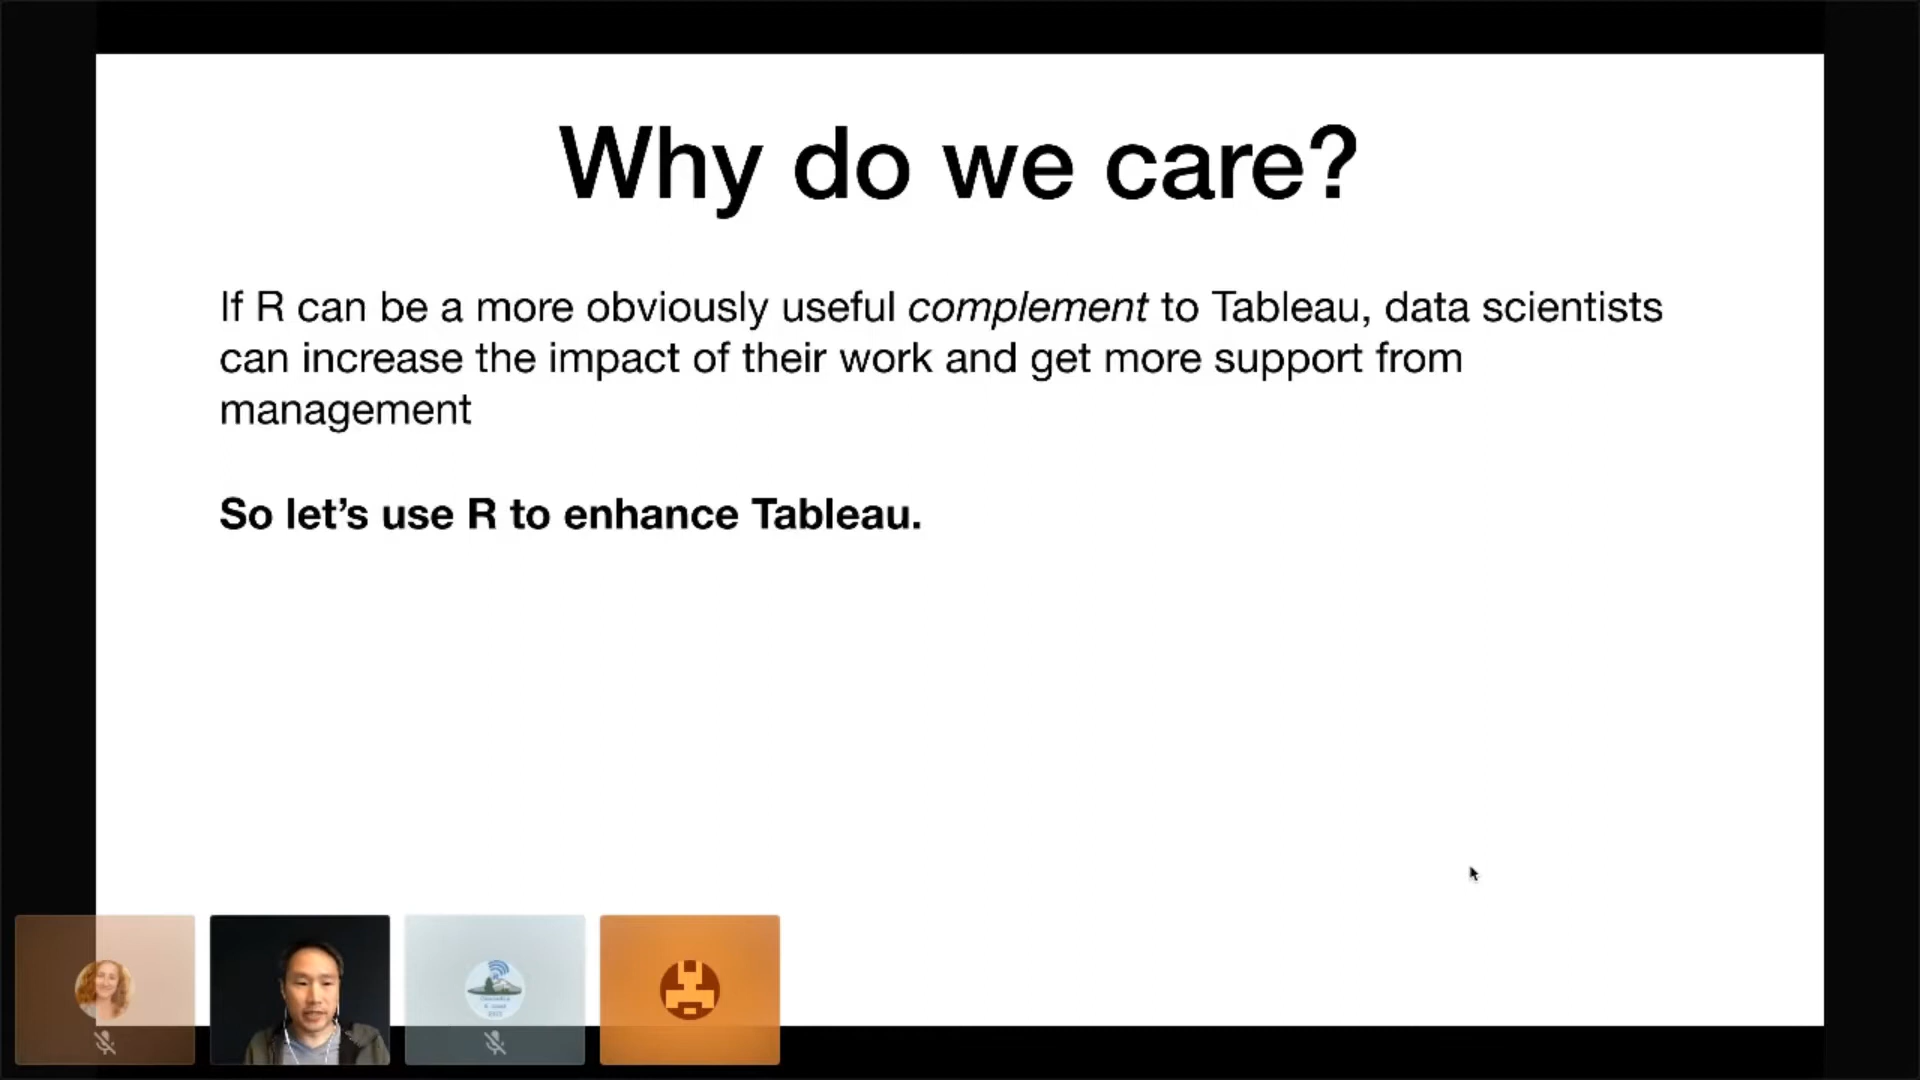 Why do we care?
If R can be a more obviously useful complement to Tableau, data scientists
can increase the impact of their work and get more support from
management
So let’s use R to enhance Tableau.